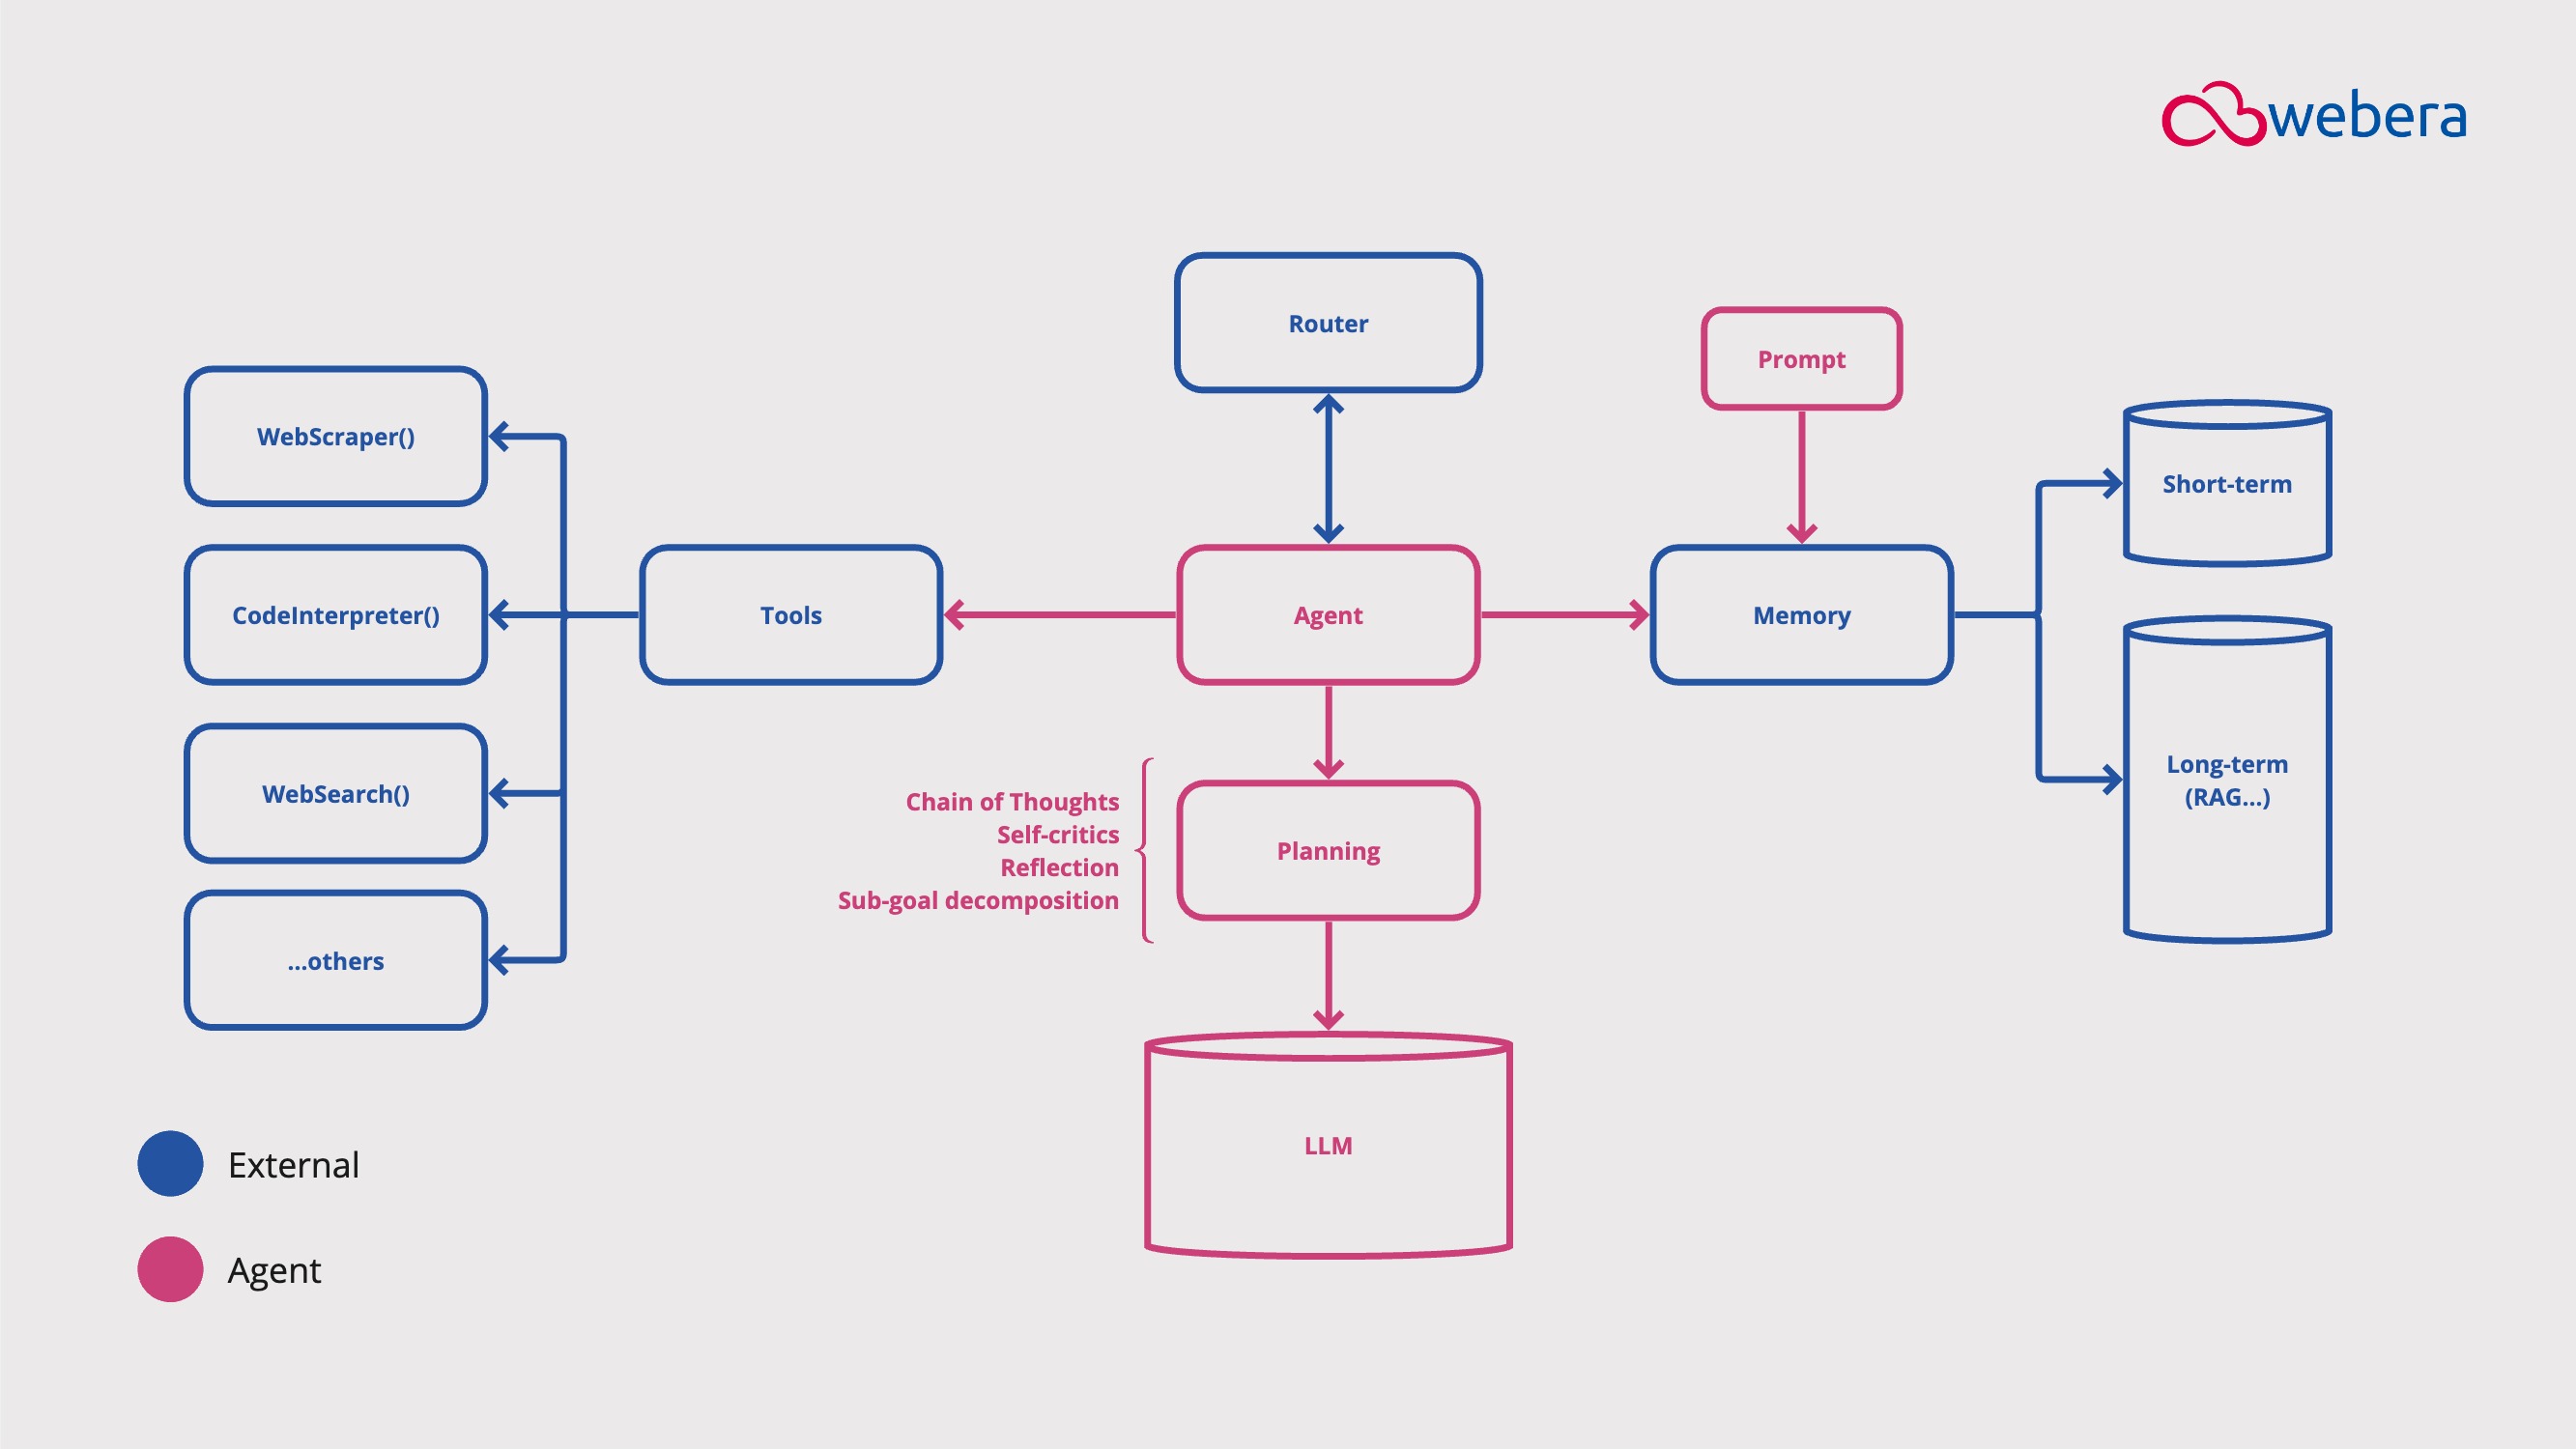 webera
Router
Prompt
WebScraper()
Short-term
CodeInterpreter()
Tools
Agent
Memory
Long-term
(RAG...)
WebSearch()
Chain of Thoughts
Self-critics
Reflection
Sub-goal decomposition
Planning
...others
LLM
External
Agent